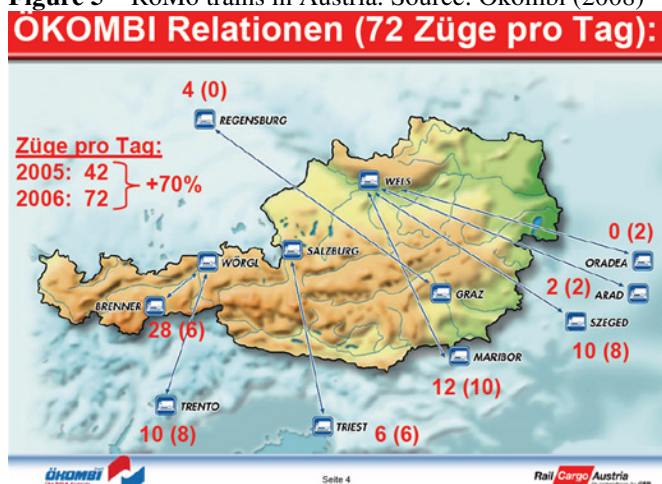 Figure 5 RoMo trains in Austria. Source: Ökombi (2008)
ÖKOMBI Relationen (72 Züge pro Tag):
4 (0)
REGENSBURG
Züge pro Tag:
2005: 42
2006: 72
+70%
WELS
0 (2)
ORADEA
SALZBURG
WÖRGL
2 (2)
ARAD
GRAZ
BRENNER
28 (6)
SZEGED
10 (8)
MARIBOR
12 (10)
TRENTO
10 (8)
TRIEST
6 (6)
ÖKOMBI
Seite 4
Rail Cargo Austria